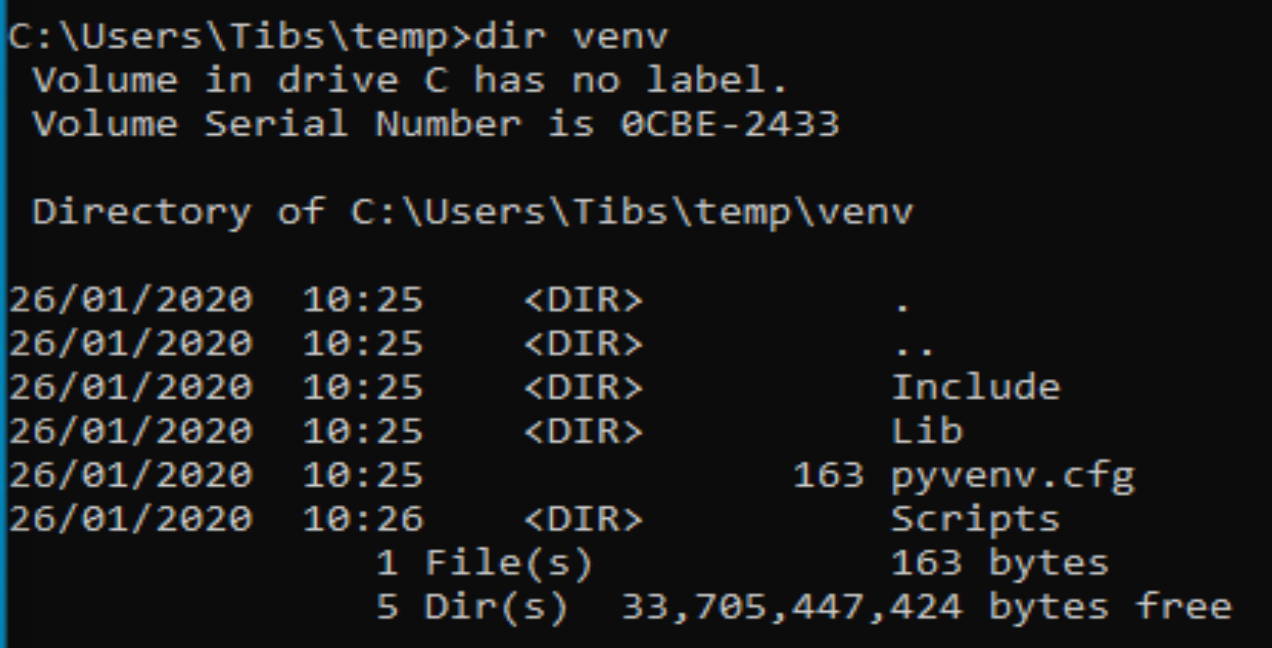 C:\Users\Tibs\temp>dir venv
 Volume in drive C has no label.
 Volume Serial Number is 0CBE-2433

 Directory of C:\Users\Tibs\temp\venv

26/01/2020  10:25    <DIR>          .
26/01/2020  10:25    <DIR>          ..
26/01/2020  10:25    <DIR>          Include
26/01/2020  10:25    <DIR>          Lib
26/01/2020  10:25               163 pyvenv.cfg
26/01/2020  10:26    <DIR>          Scripts
               1 File(s)            163 bytes
               5 Dir(s)  33,705,447,424 bytes free